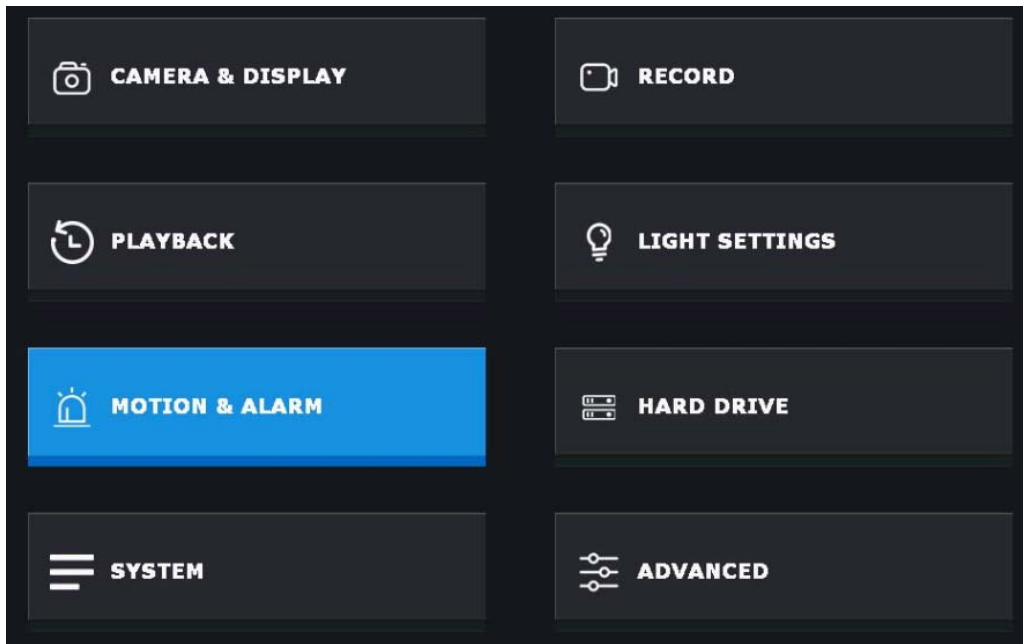 CAMERA & DISPLAY
RECORD
PLAYBACK
LIGHT SETTINGS
MOTION & ALARM
HARD DRIVE
SYSTEM
ADVANCED